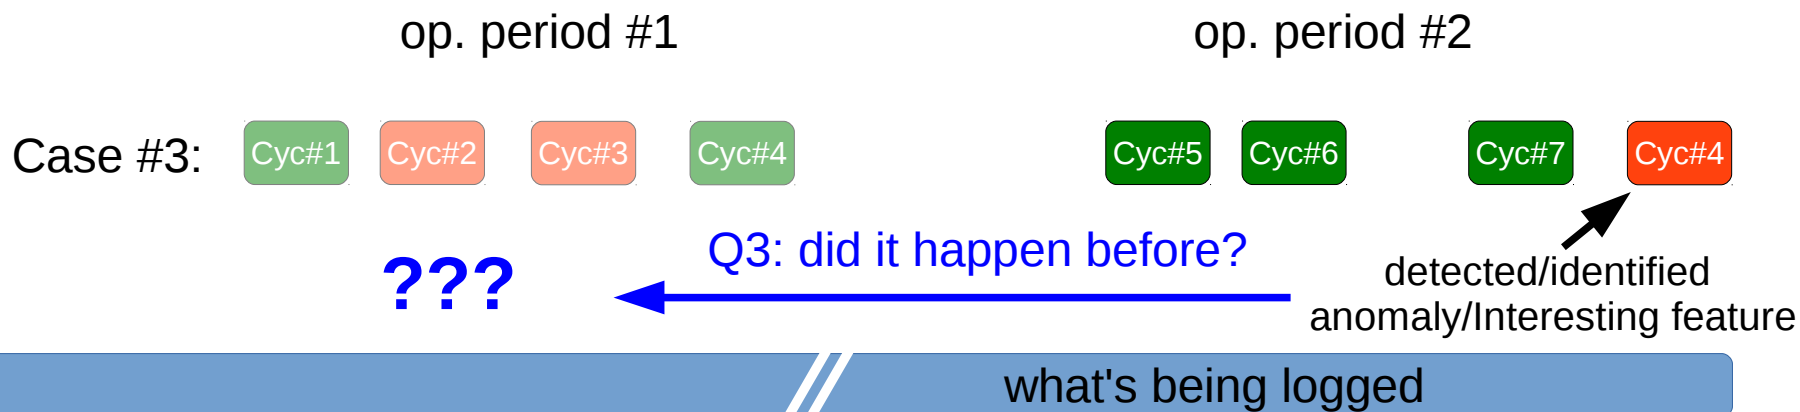 op. period #1
op. period #2
Case #3:
Cyc#1
Cyc#2
Cyc#3
Cyc#4
Cyc#5
Cyc#6
Cyc#7
Cyc#4
???
Q3: did it happen before?
detected/identified
anomaly/Interesting feature
what's being logged